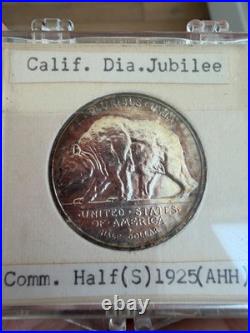 Calif. Dia.Jubilee
E PLURIBUS UNUM
UNITED·STATES
OF·AMERICA
HALF·DOLLAR
Comm. Half(S)1925(AHH)